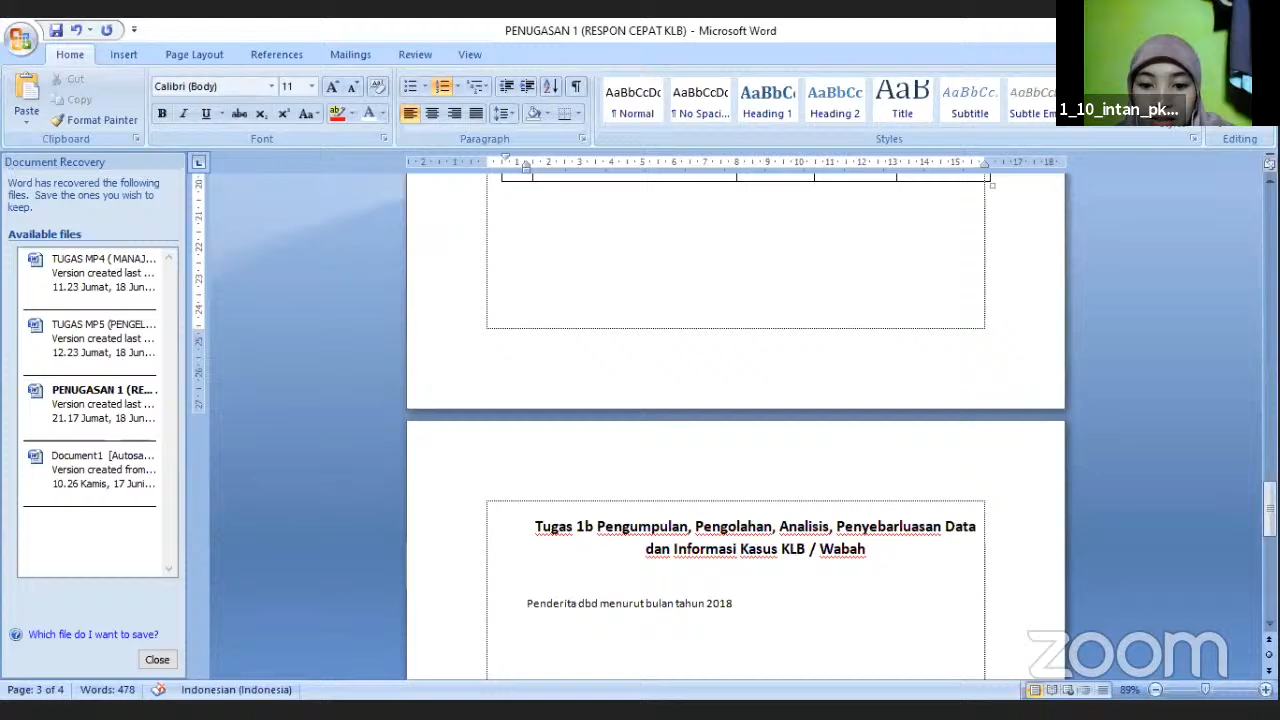 PENUGASAN 1 (RESPON CEPAT KLB) - Microsoft Word
Home Insert Page Layout References Mailings Review View
Paste
Cut
Copy
Format Painter
Clipboard
Calibri (Body) 11
Font
Paragraph
AaBbCcDc AaBbCcDc AaBbC AaBbCc AaB AaBbCc. AaBbCcD
¶ Normal ¶ No Spaci... Heading 1 Heading 2 Title Subtitle Subtle Em
Styles
Editing
1_10_intan_pk...
Document Recovery
Word has recovered the following
files. Save the ones you wish to
keep.
Available files
TUGAS MP4 ( MANAJ...
Version created last ...
11.23 Jumat, 18 Jun...
TUGAS MP5 (PENGEL...
Version created last ...
12.23 Jumat, 18 Jun...
PENUGASAN 1 (RE...
Version created last ...
21.17 Jumat, 18 Jun...
Document1 [Autosa...
Version created from...
10.26 Kamis, 17 Juni...
Which file do I want to save?
Close
Tugas 1b Pengumpulan, Pengolahan, Analisis, Penyebarluasan Data
dan Informasi Kasus KLB / Wabah
Penderita dbd menurut bulan tahun 2018
zoom
Page: 3 of 4 Words: 478 Indonesian (Indonesia) 89%